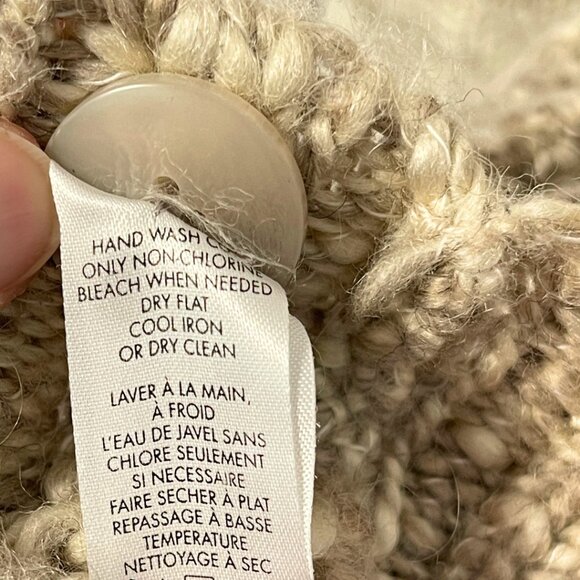 HAND WASH
ONLY NON-CHLORINE
BLEACH WHEN NEEDED
DRY FLAT
COOL IRON
OR DRY CLEAN
LAVER À LA MAIN,
À FROID
L'EAU DE JAVEL SANS
CHLORE SEULEMENT
SI NECESSAIRE
FAIRE SÉCHER À PLAT
REPASSAGE À BASSE
TEMPERATURE
NETTOYAGE À SEC